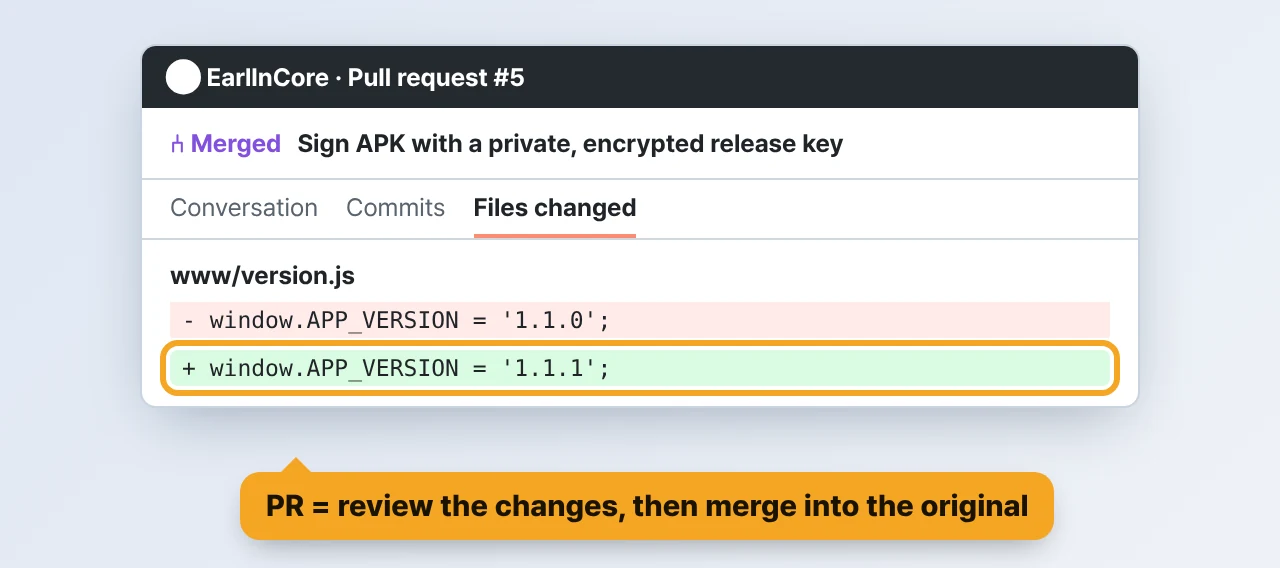 EarlInCore · Pull request #5
Merged Sign APK with a private, encrypted release key
Conversation Commits Files changed
www/version.js
- window.APP_VERSION = '1.1.0';
+ window.APP_VERSION = '1.1.1';
PR = review the changes, then merge into the original